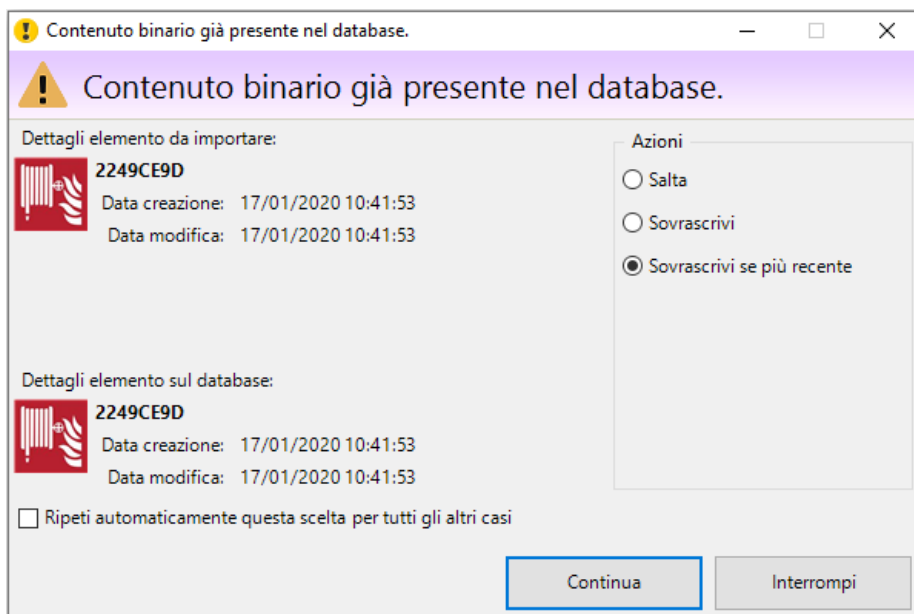 Contenuto binario già presente nel database.
Contenuto binario già presente nel database.
Dettagli elemento da importare:
2249CE9D
Data creazione: 17/01/2020 10:41:53
Data modifica: 17/01/2020 10:41:53
Azioni
Salta
Sovrascrivi
Sovrascrivi se più recente
Dettagli elemento sul database:
2249CE9D
Data creazione: 17/01/2020 10:41:53
Data modifica: 17/01/2020 10:41:53
Ripeti automaticamente questa scelta per tutti gli altri casi
Continua
Interrompi